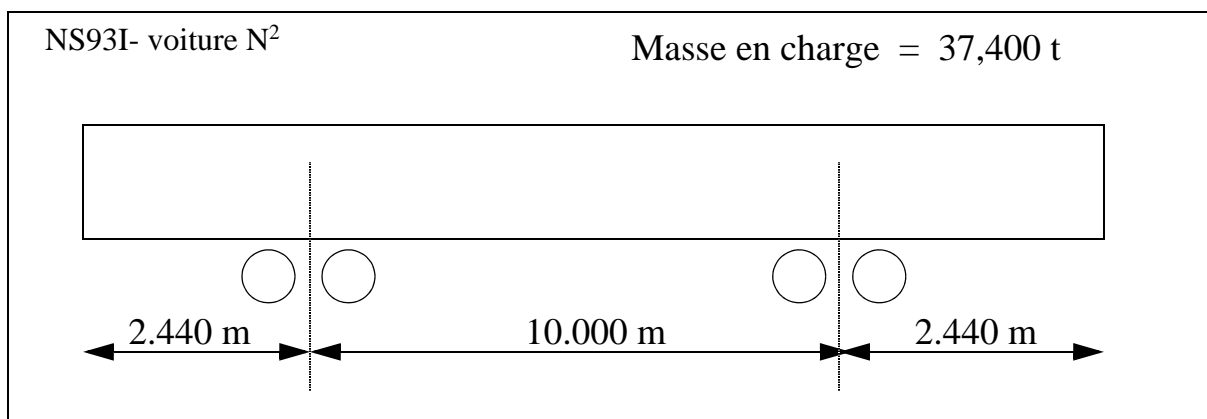 NS93I- voiture N²
Masse en charge = 37,400 t
2.440 m 10.000 m 2.440 m